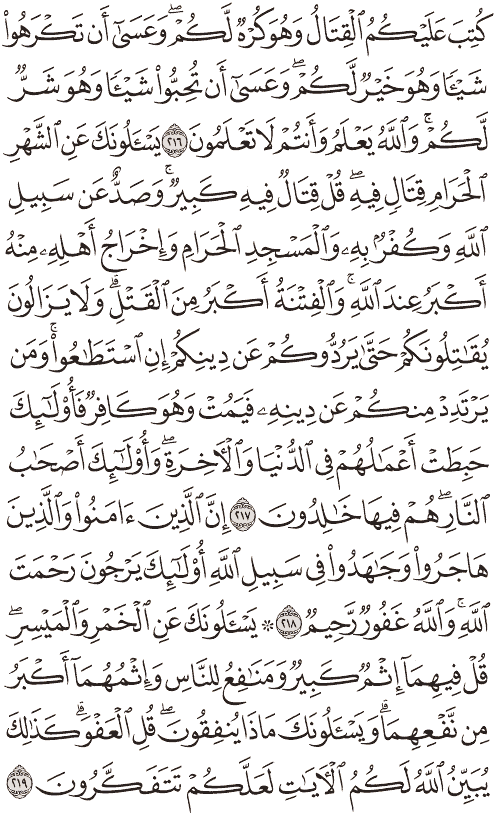 كُتِبَ عَلَيْكُمُ ٱلْقِتَالُ وَهُوَ كُرْهٌ لَّكُمْ ۖ وَعَسَىٰٓ أَن تَكْرَهُوا۟
شَيْـًٔا وَهُوَ خَيْرٌ لَّكُمْ ۖ وَعَسَىٰٓ أَن تُحِبُّوا۟ شَيْـًٔا وَهُوَ شَرٌّ
لَّكُمْ ۗ وَٱللَّهُ يَعْلَمُ وَأَنتُمْ لَا تَعْلَمُونَ ٢١٦ يَسْـَٔلُونَكَ عَنِ ٱلشَّهْرِ
ٱلْحَرَامِ قِتَالٍ فِيهِ ۖ قُلْ قِتَالٌ فِيهِ كَبِيرٌ ۖ وَصَدٌّ عَن سَبِيلِ
ٱللَّهِ وَكُفْرٌۢ بِهِۦ وَٱلْمَسْجِدِ ٱلْحَرَامِ وَإِخْرَاجُ أَهْلِهِۦ مِنْهُ
أَكْبَرُ عِندَ ٱللَّهِ ۚ وَٱلْفِتْنَةُ أَكْبَرُ مِنَ ٱلْقَتْلِ ۗ وَلَا يَزَالُونَ
يُقَـٰتِلُونَكُمْ حَتَّىٰ يَرُدُّوكُمْ عَن دِينِكُمْ إِنِ ٱسْتَطَـٰعُوا۟ ۚ وَمَن
يَرْتَدِدْ مِنكُمْ عَن دِينِهِۦ فَيَمُتْ وَهُوَ كَافِرٌ فَأُو۟لَـٰٓئِكَ
حَبِطَتْ أَعْمَـٰلُهُمْ فِى ٱلدُّنْيَا وَٱلْـَٔاخِرَةِ ۖ وَأُو۟لَـٰٓئِكَ أَصْحَـٰبُ
ٱلنَّارِ ۖ هُمْ فِيهَا خَـٰلِدُونَ ٢١٧ إِنَّ ٱلَّذِينَ ءَامَنُوا۟ وَٱلَّذِينَ
هَاجَرُوا۟ وَجَـٰهَدُوا۟ فِى سَبِيلِ ٱللَّهِ أُو۟لَـٰٓئِكَ يَرْجُونَ رَحْمَتَ
ٱللَّهِ ۚ وَٱللَّهُ غَفُورٌ رَّحِيمٌ ٢١٨ ۞ يَسْـَٔلُونَكَ عَنِ ٱلْخَمْرِ وَٱلْمَيْسِرِ ۖ
قُلْ فِيهِمَآ إِثْمٌ كَبِيرٌ وَمَنَـٰفِعُ لِلنَّاسِ وَإِثْمُهُمَآ أَكْبَرُ
مِن نَّفْعِهِمَا ۗ وَيَسْـَٔلُونَكَ مَاذَا يُنفِقُونَ ۖ قُلِ ٱلْعَفْوَ ۗ كَذَٰلِكَ
يُبَيِّنُ ٱللَّهُ لَكُمُ ٱلْـَٔايَـٰتِ لَعَلَّكُمْ تَتَفَكَّرُونَ ٢١٩